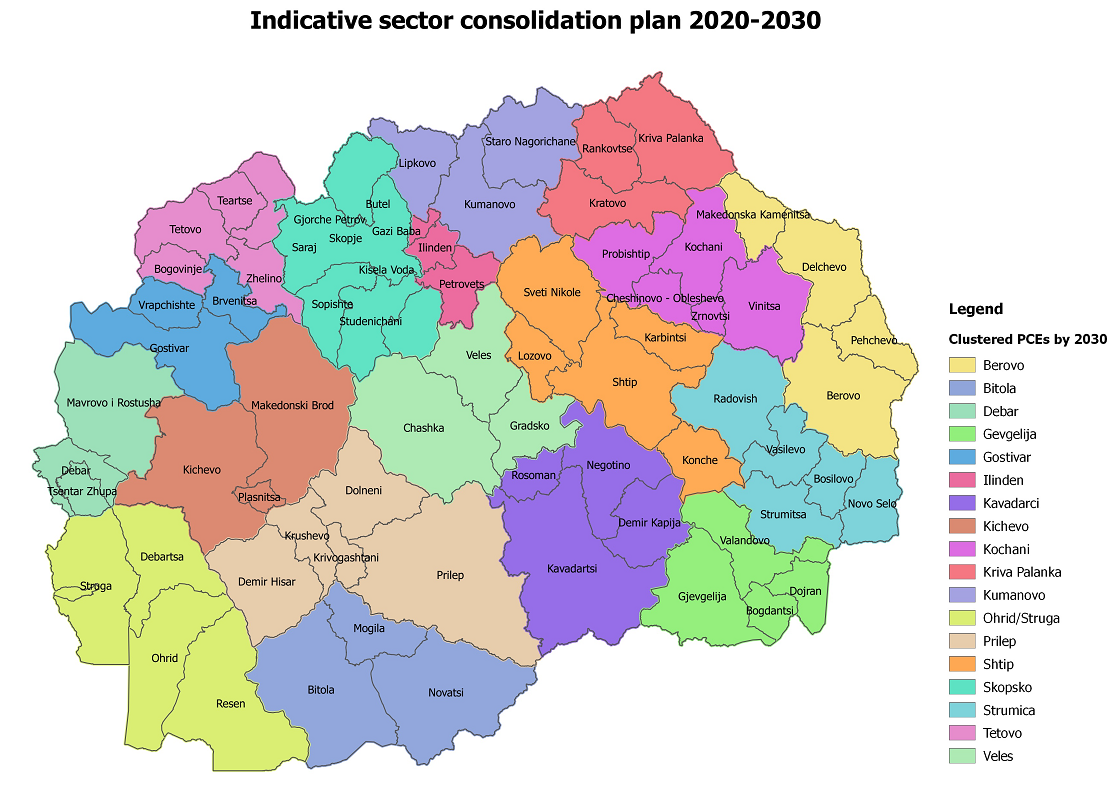 Indicative sector consolidation plan 2020-2030
Kriva Palanka
Staro Nagorichane
Rankovtse
Lipkovo
Teartse
Butel
Kumanovo
Kratovo
Makedonska Kamenitsa
Gjorche Petrov
Tetovo
Gazi Baba
Skopje
Saraj
Ilinden
Kochani
Probishtip
Bogovinje
Zhelino
Kisela Voda
Petrovets
Delchevo
Sveti Nikole
Cheshinovo - Obleshevo
Vrapchishte
Brvenitsa
Sopishte
Vinitsa
Zrnovtsi
Studenichani
Karbintsi
Pehchevo
Gostivar
Veles
Lozovo
Shtip
Berovo
Radovish
Mavrovo i Rostusha
Makedonski Brod
Chashka
Gradsko
Vasilevo
Konche
Debar
Kichevo
Negotino
Rosoman
Bosilovo
Tsentar Zhupa
Dolneni
Plasnitsa
Novo Selo
Strumitsa
Demir Kapija
Krushevo
Valandovo
Debartsa
Krivogashtani
Kavadartsi
Prilep
Demir Hisar
Struga
Gjevgelija
Dojran
Bogdantsi
Mogila
Ohrid
Bitola
Novatsi
Resen
Legend
Clustered PCEs by 2030
Berovo
Bitola
Debar
Gevgelija
Gostivar
Ilinden
Kavadarci
Kichevo
Kochani
Kriva Palanka
Kumanovo
Ohrid/Struga
Prilep
Shtip
Skopsko
Strumica
Tetovo
Veles